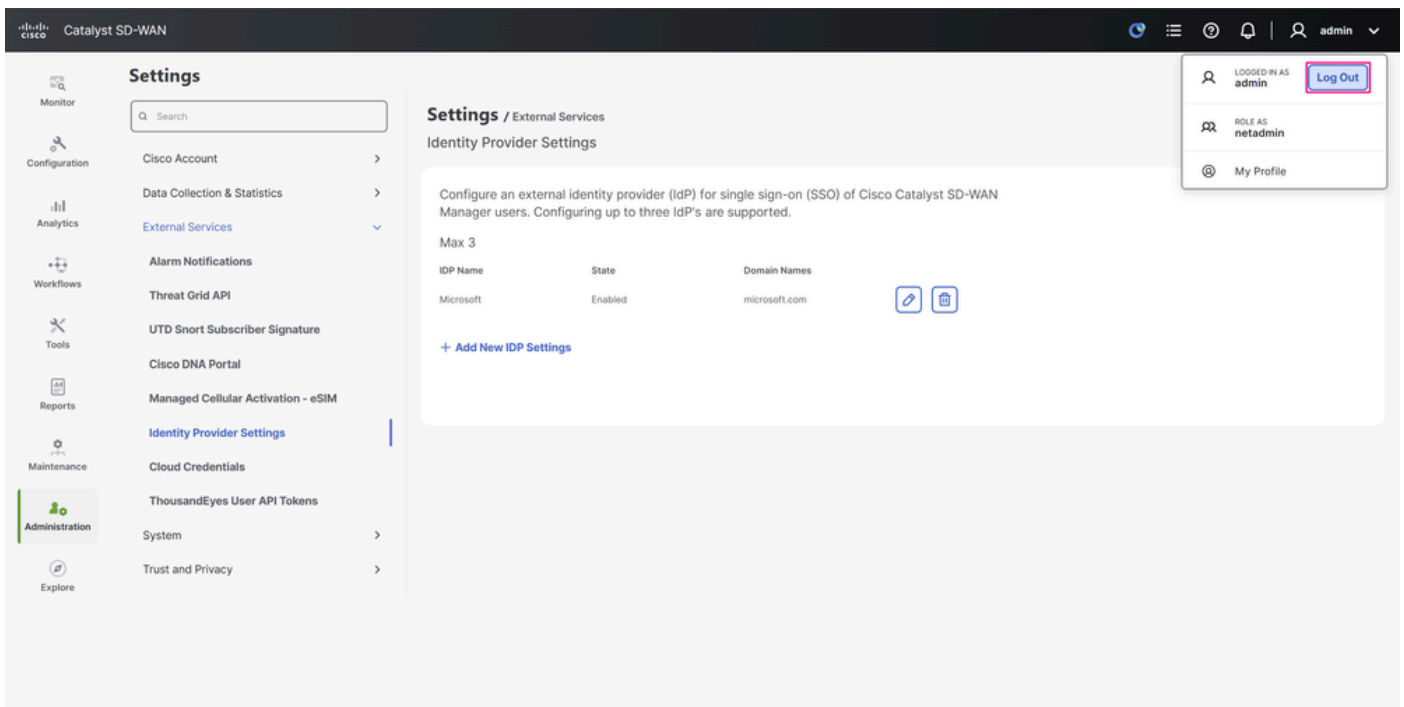 cisco
Catalyst SD-WAN
admin
Monitor
Configuration
Analytics
Workflows
Tools
Reports
Maintenance
Administration
Explore
Settings
Search
Cisco Account
Data Collection & Statistics
External Services
Alarm Notifications
Threat Grid API
UTD Snort Subscriber Signature
Cisco DNA Portal
Managed Cellular Activation - eSIM
Identity Provider Settings
Cloud Credentials
ThousandEyes User API Tokens
System
Trust and Privacy
Settings / External Services
Identity Provider Settings
Configure an external identity provider (IdP) for single sign-on (SSO) of Cisco Catalyst SD-WAN
Manager users. Configuring up to three IdP's are supported.
Max 3
IDP Name State Domain Names
Microsoft Enabled microsoft.com
+ Add New IDP Settings
LOGGED IN AS
admin
Log Out
ROLE AS
netadmin
My Profile